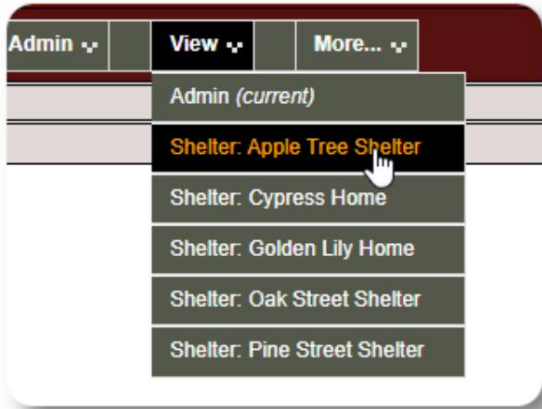 Admin View More...
Admin (current)
Shelter: Apple Tree Shelter
Shelter: Cypress Home
Shelter: Golden Lily Home
Shelter: Oak Street Shelter
Shelter: Pine Street Shelter